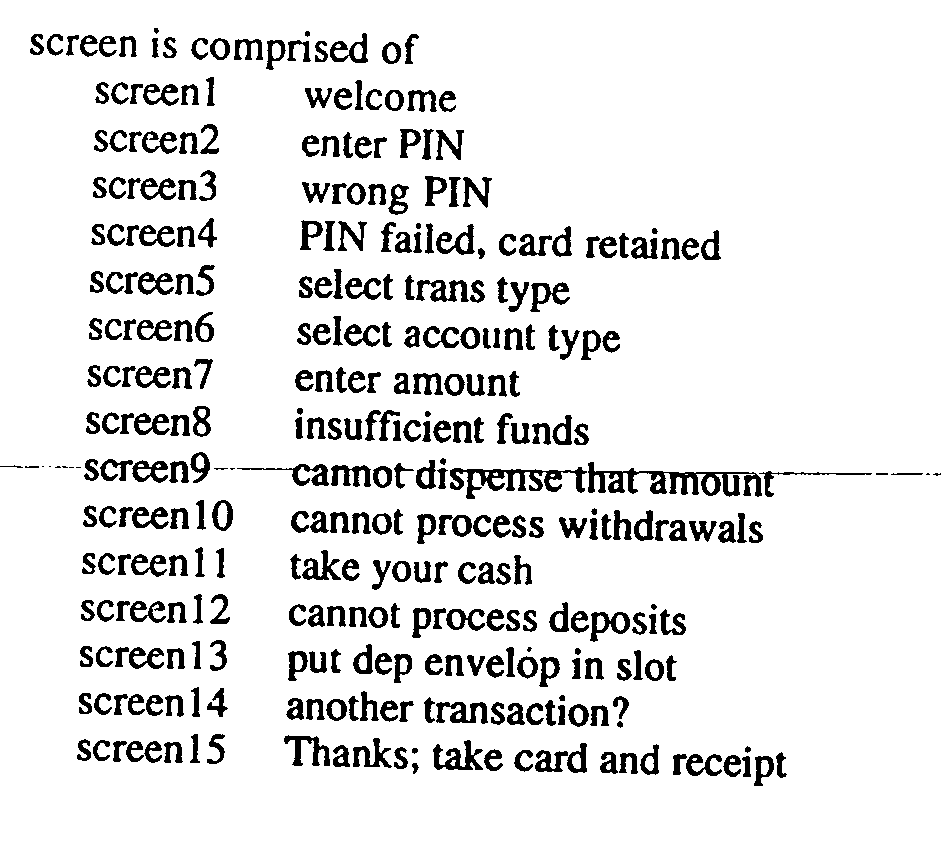 screen is comprised of
screen1 welcome
screen2 enter PIN
screen3 wrong PIN
screen4 PIN failed, card retained
screen5 select trans type
screen6 select account type
screen7 enter amount
screen8 insufficient funds
screen9 cannot dispense that amount
screen10 cannot process withdrawals
screen11 take your cash
screen12 cannot process deposits
screen13 put dep envelop in slot
screen14 another transaction?
screen15 Thanks; take card and receipt